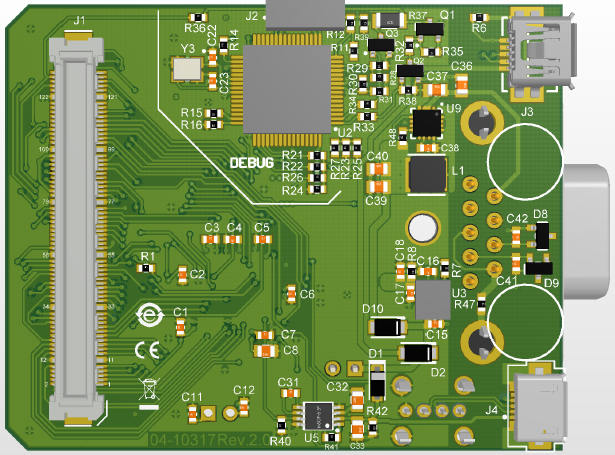 J1
R36
J2
R12
R39
R37
Q1
R6
Y3
C22
R14
R11
Q3
R32
R35
J3
C23
R29
R30
R31
Q2
R38
C37
C36
122
121
R15
R16
R34
R33
U9
R48
U2
C38
DEBUG
R21
R22
R26
R24
R27
R23
R25
C40
L1
C39
C3
C4
C5
C42
D8
R1
C2
C18
R8
C16
R7
C41
D9
C17
U3
R47
C6
D10
C15
C1
C7
C8
D1
D2
C11
C12
C31
C32
J4
R40
U5
R41
C33
R42
04-10317Rev.2.0